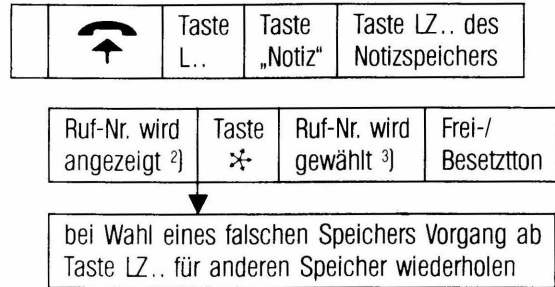 Taste
L..
Taste
„Notiz“
Taste LZ.. des
Notizspeichers
Ruf-Nr. wird
angezeigt ²)
Taste
✲
Ruf-Nr. wird
gewählt ³)
Frei-/
Besetztton
bei Wahl eines falschen Speichers Vorgang ab
Taste LZ.. für anderen Speicher wiederholen